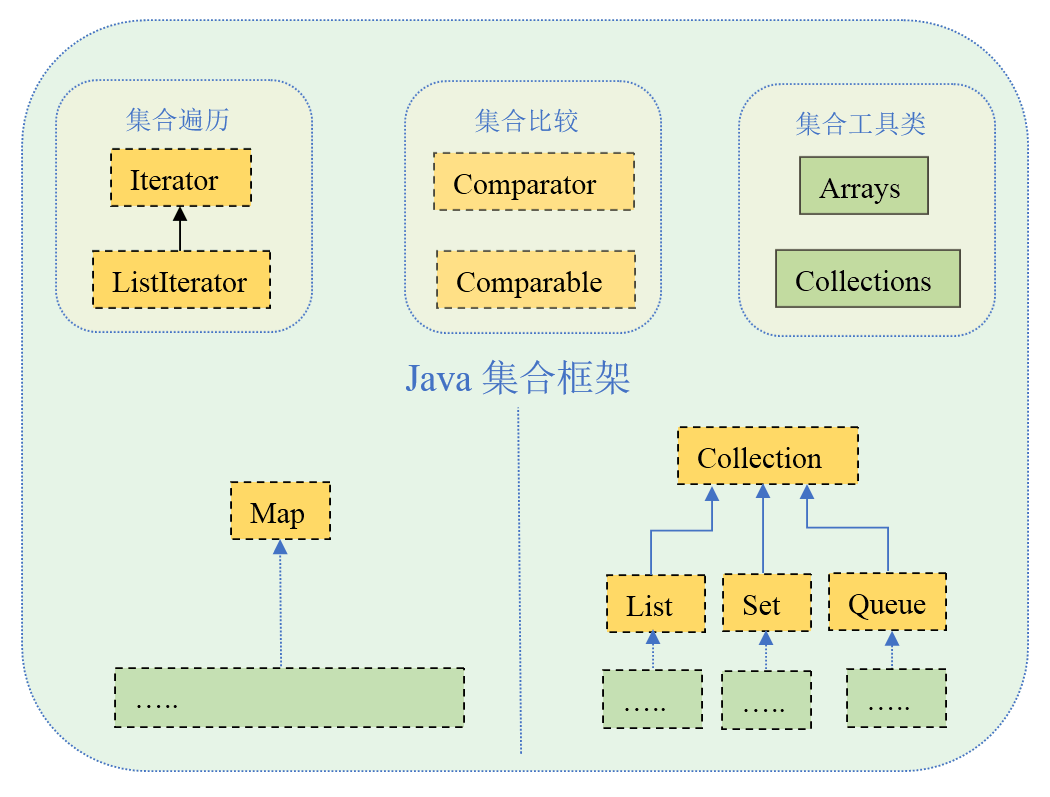 集合遍历
Iterator
ListIterator
集合比较
Comparator
Comparable
集合工具类
Arrays
Collections
Java 集合框架
Map
…..
Collection
List
Set
Queue
…..
…..
…..